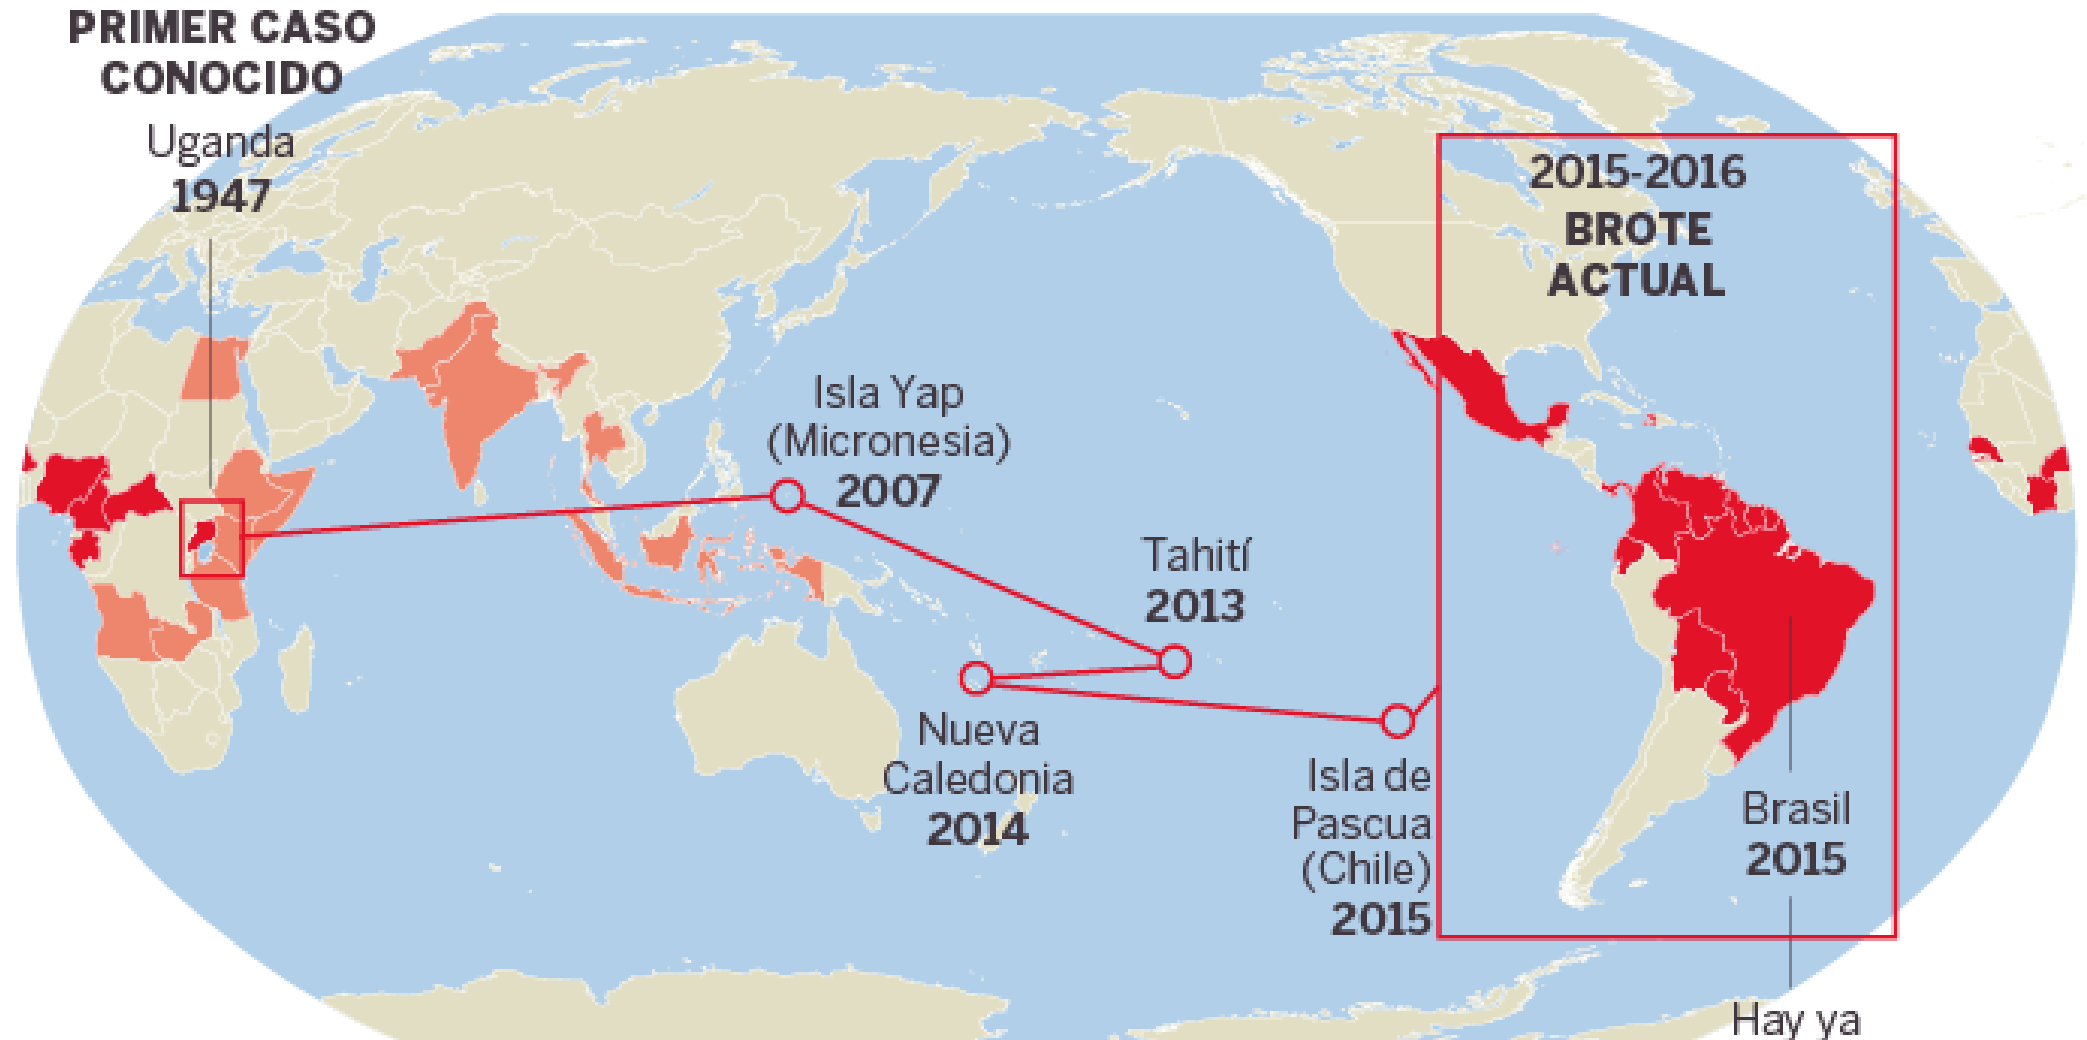 PRIMER CASO
CONOCIDO
Uganda
1947
Isla Yap
(Micronesia)
2007
Tahití
2013
Nueva
Caledonia
2014
Isla de
Pascua
(Chile)
2015
2015-2016
BROTE
ACTUAL
Brasil
2015
Hay ya